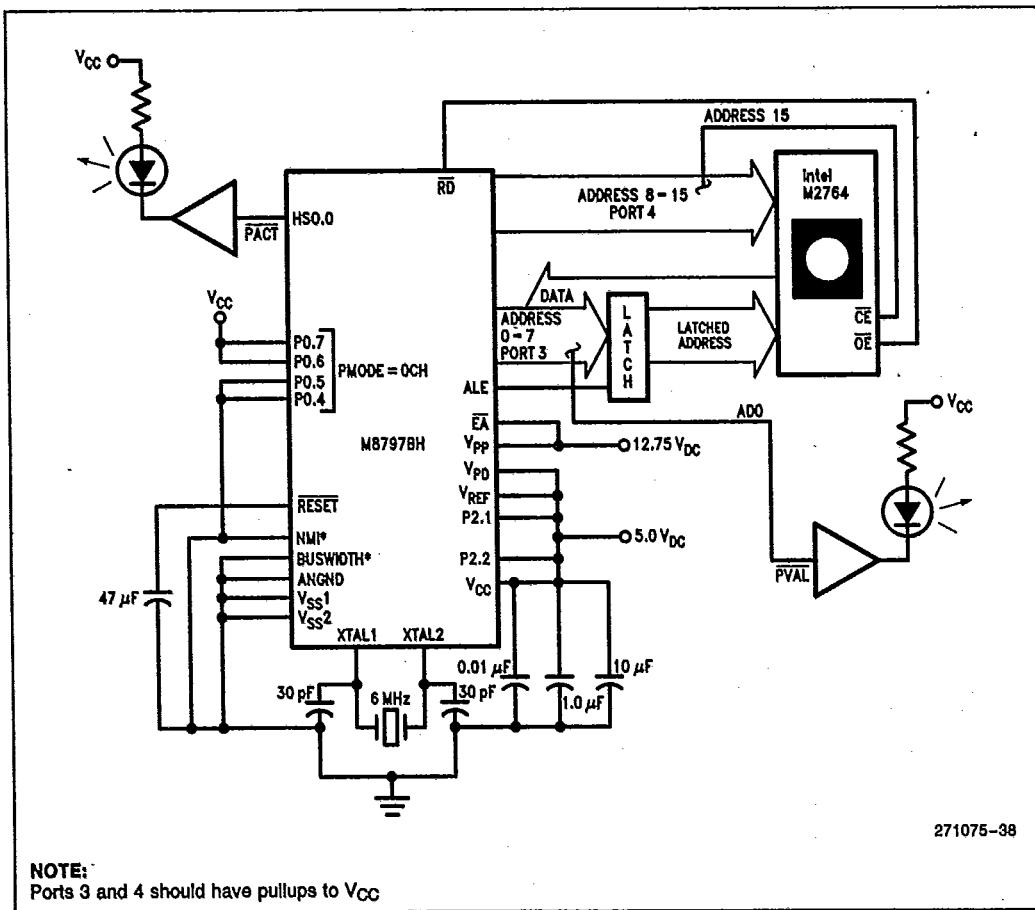 VCC
ADDRESS 15
RD
Intel
M2764
ADDRESS 8 - 15
PORT 4
HSO.0
PACT
VCC
DATA
ADDRESS
0 - 7
PORT 3
LATCH
LATCHED
ADDRESS
CE
OE
P0.7
P0.6
P0.5
P0.4
PMODE = 0CH
ALE
AD0
VCC
EA
VPP
12.75 VDC
M8797BH
VPD
VREF
P2.1
5.0 VDC
P2.2
VCC
RESET
NMI*
BUSWIDTH*
ANGND
VSS1
VSS2
PVAL
47 µF
XTAL1
XTAL2
0.01 µF
10 µF
1.0 µF
30 pF
6 MHz
30 pF
271075-38
NOTE:
Ports 3 and 4 should have pullups to VCC